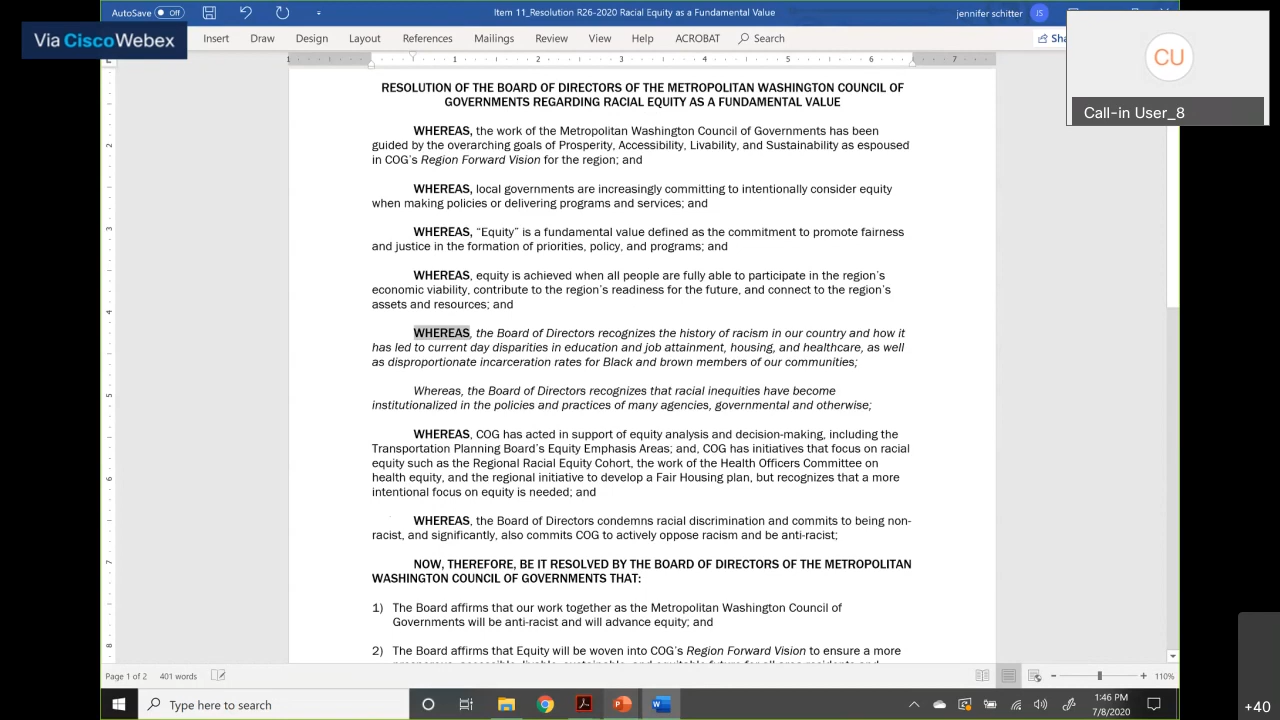 AutoSave Off
Item 11_Resolution R26-2020 Racial Equity as a Fundamental Value
jennifer schitter
JS
Via Cisco Webex
Insert Draw Design Layout References Mailings Review View Help ACROBAT Search
CU
Call-in User_8
1 1 2 3 4 5 6 7
RESOLUTION OF THE BOARD OF DIRECTORS OF THE METROPOLITAN WASHINGTON COUNCIL OF
GOVERNMENTS REGARDING RACIAL EQUITY AS A FUNDAMENTAL VALUE
WHEREAS, the work of the Metropolitan Washington Council of Governments has been
guided by the overarching goals of Prosperity, Accessibility, Livability, and Sustainability as espoused
in COG's Region Forward Vision for the region; and
WHEREAS, local governments are increasingly committing to intentionally consider equity
when making policies or delivering programs and services; and
WHEREAS, “Equity” is a fundamental value defined as the commitment to promote fairness
and justice in the formation of priorities, policy, and programs; and
WHEREAS, equity is achieved when all people are fully able to participate in the region's
economic viability, contribute to the region's readiness for the future, and connect to the region's
assets and resources; and
WHEREAS, the Board of Directors recognizes the history of racism in our country and how it
has led to current day disparities in education and job attainment, housing, and healthcare, as well
as disproportionate incarceration rates for Black and brown members of our communities;
Whereas, the Board of Directors recognizes that racial inequities have become
institutionalized in the policies and practices of many agencies, governmental and otherwise;
WHEREAS, COG has acted in support of equity analysis and decision-making, including the
Transportation Planning Board's Equity Emphasis Areas; and, COG has initiatives that focus on racial
equity such as the Regional Racial Equity Cohort, the work of the Health Officers Committee on
health equity, and the regional initiative to develop a Fair Housing plan, but recognizes that a more
intentional focus on equity is needed; and
WHEREAS, the Board of Directors condemns racial discrimination and commits to being non-
racist, and significantly, also commits COG to actively oppose racism and be anti-racist;
NOW, THEREFORE, BE IT RESOLVED BY THE BOARD OF DIRECTORS OF THE METROPOLITAN
WASHINGTON COUNCIL OF GOVERNMENTS THAT:
1) The Board affirms that our work together as the Metropolitan Washington Council of
Governments will be anti-racist and will advance equity; and
2) The Board affirms that Equity will be woven into COG's Region Forward Vision to ensure a more
2
3
4
5
6
7
8
Page 1 of 2 401 words
110%
Type here to search
1:46 PM
7/8/2020
+40